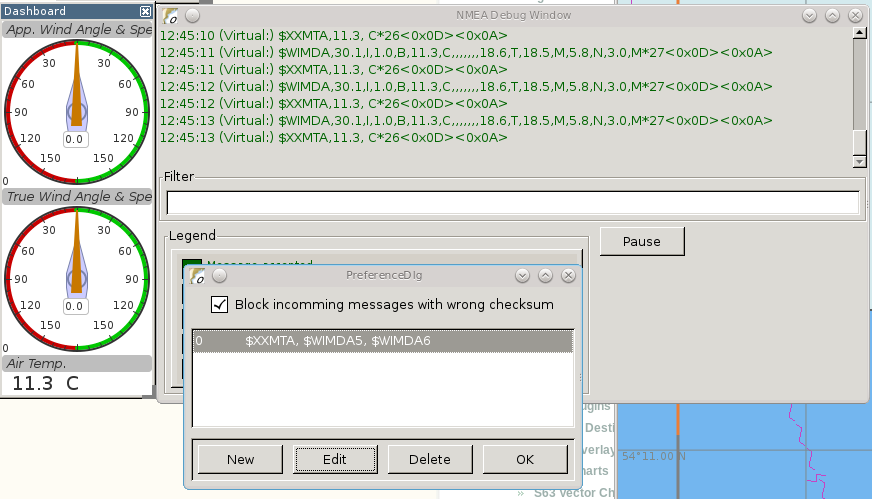 Dashboard
App. Wind Angle & Spe
30 30
60 60
90 90
120 120
0.0
150 150
0
True Wind Angle & Spe
30 30
60 60
90 90
120 120
0.0
150 150
0
Air Temp.
11.3 C
NMEA Debug Window
12:45:10 (Virtual:) $XXMTA,11.3, C*26<0x0D><0x0A>
12:45:11 (Virtual:) $WIMDA,30.1,I,1.0,B,11.3,C,,,,,,,18.6,T,18.5,M,5.8,N,3.0,M*27<0x0D><0x0A>
12:45:11 (Virtual:) $XXMTA,11.3, C*26<0x0D><0x0A>
12:45:12 (Virtual:) $WIMDA,30.1,I,1.0,B,11.3,C,,,,,,,18.6,T,18.5,M,5.8,N,3.0,M*27<0x0D><0x0A>
12:45:12 (Virtual:) $XXMTA,11.3, C*26<0x0D><0x0A>
12:45:13 (Virtual:) $WIMDA,30.1,I,1.0,B,11.3,C,,,,,,,18.6,T,18.5,M,5.8,N,3.0,M*27<0x0D><0x0A>
12:45:13 (Virtual:) $XXMTA,11.3, C*26<0x0D><0x0A>
Filter
Legend
Pause
PreferenceDlg
Block incomming messages with wrong checksum
0 $XXMTA, $WIMDA5, $WIMDA6
New Edit Delete OK
ugins
Desti
verlay
harts
» S63 Vector Ch
54°11.00 N